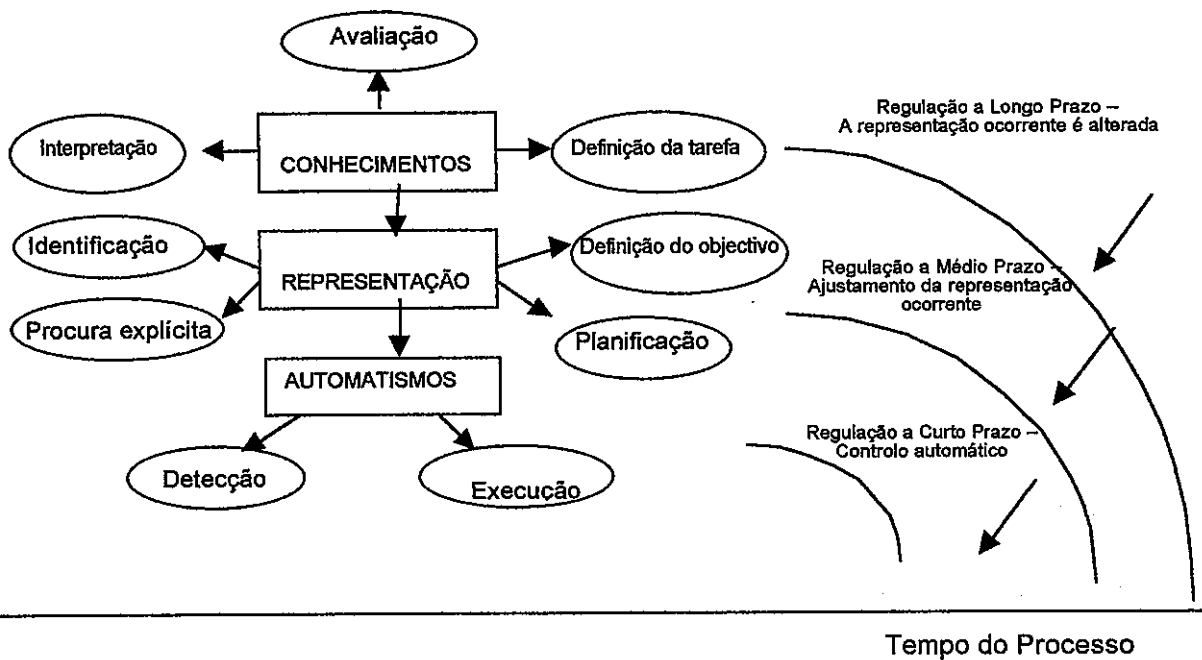 Avaliação
Regulação a Longo Prazo –
A representação ocorrente é alterada
Interpretação
CONHECIMENTOS
Definição da tarefa
Identificação
REPRESENTAÇÃO
Definição do objectivo
Regulação a Médio Prazo –
Ajustamento da representação
ocorrente
Procura explícita
Planificação
AUTOMATISMOS
Regulação a Curto Prazo –
Controlo automático
Detecção
Execução
Tempo do Processo